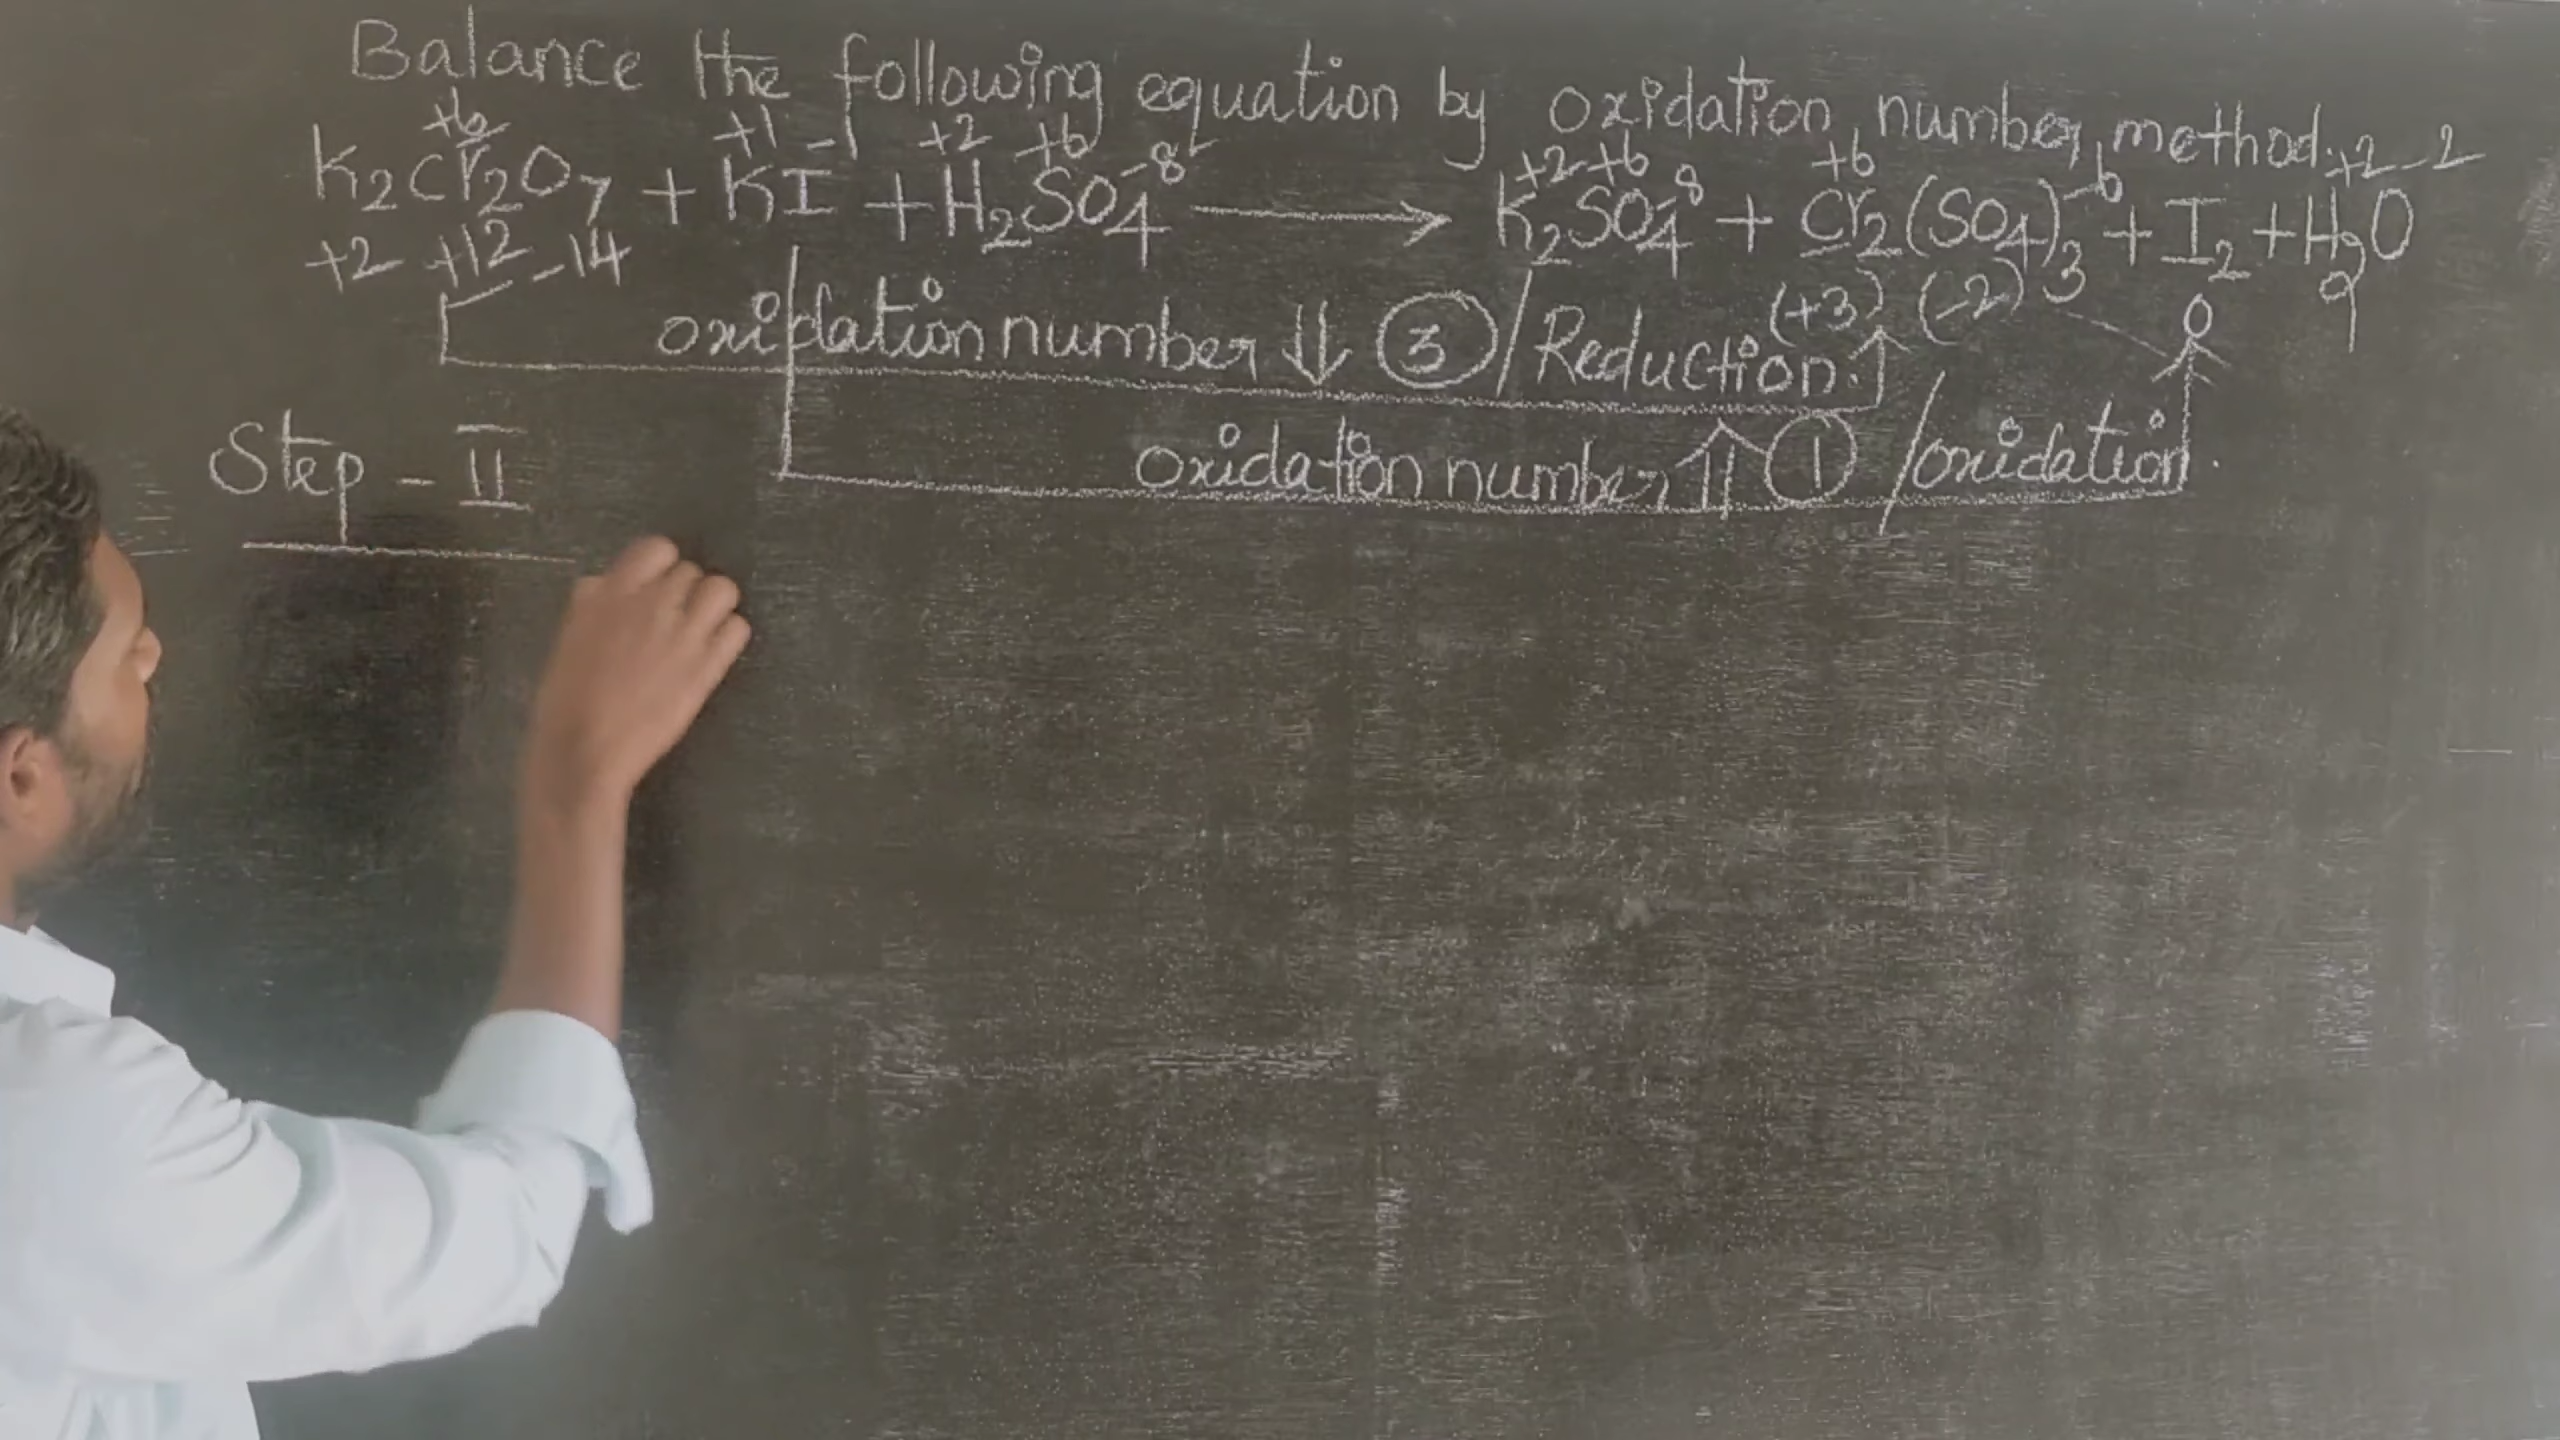 Balance the following equation by oxidation number method.
+6 +1 -1 +2 +6 -8 +2 +6 -8 +6 -6 +2 -2
K₂Cr₂O₇ + KI + H₂SO₄ ⟶ K₂SO₄ + Cr₂(SO₄)₃ + I₂ + H₂O
+2 +12 -14 (+3) (-2) 0
oxidation number ⇓ ③ / Reduction.
Step - II oxidation number ⇑ ① / oxidation.